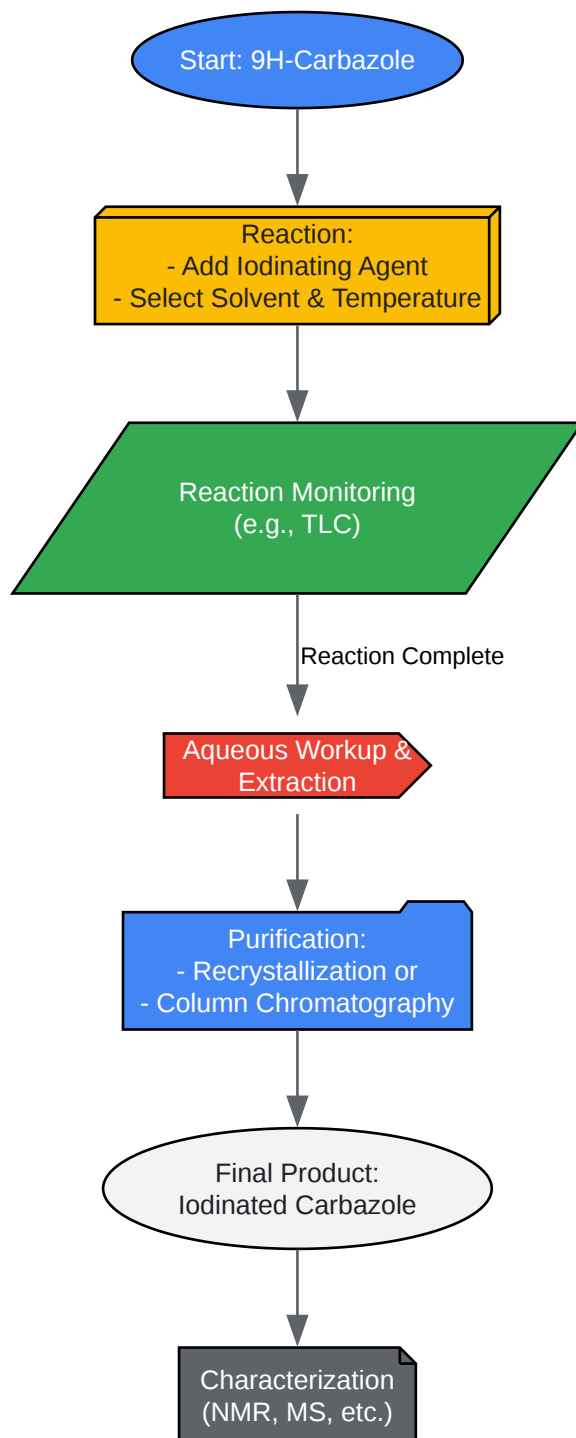 Start: 9H-Carbazole
Reaction:
- Add Iodinating Agent
- Select Solvent & Temperature
Reaction Monitoring
(e.g., TLC)
Reaction Complete
Aqueous Workup &
Extraction
Purification:
- Recrystallization or
- Column Chromatography
Final Product:
Iodinated Carbazole
Characterization
(NMR, MS, etc.)